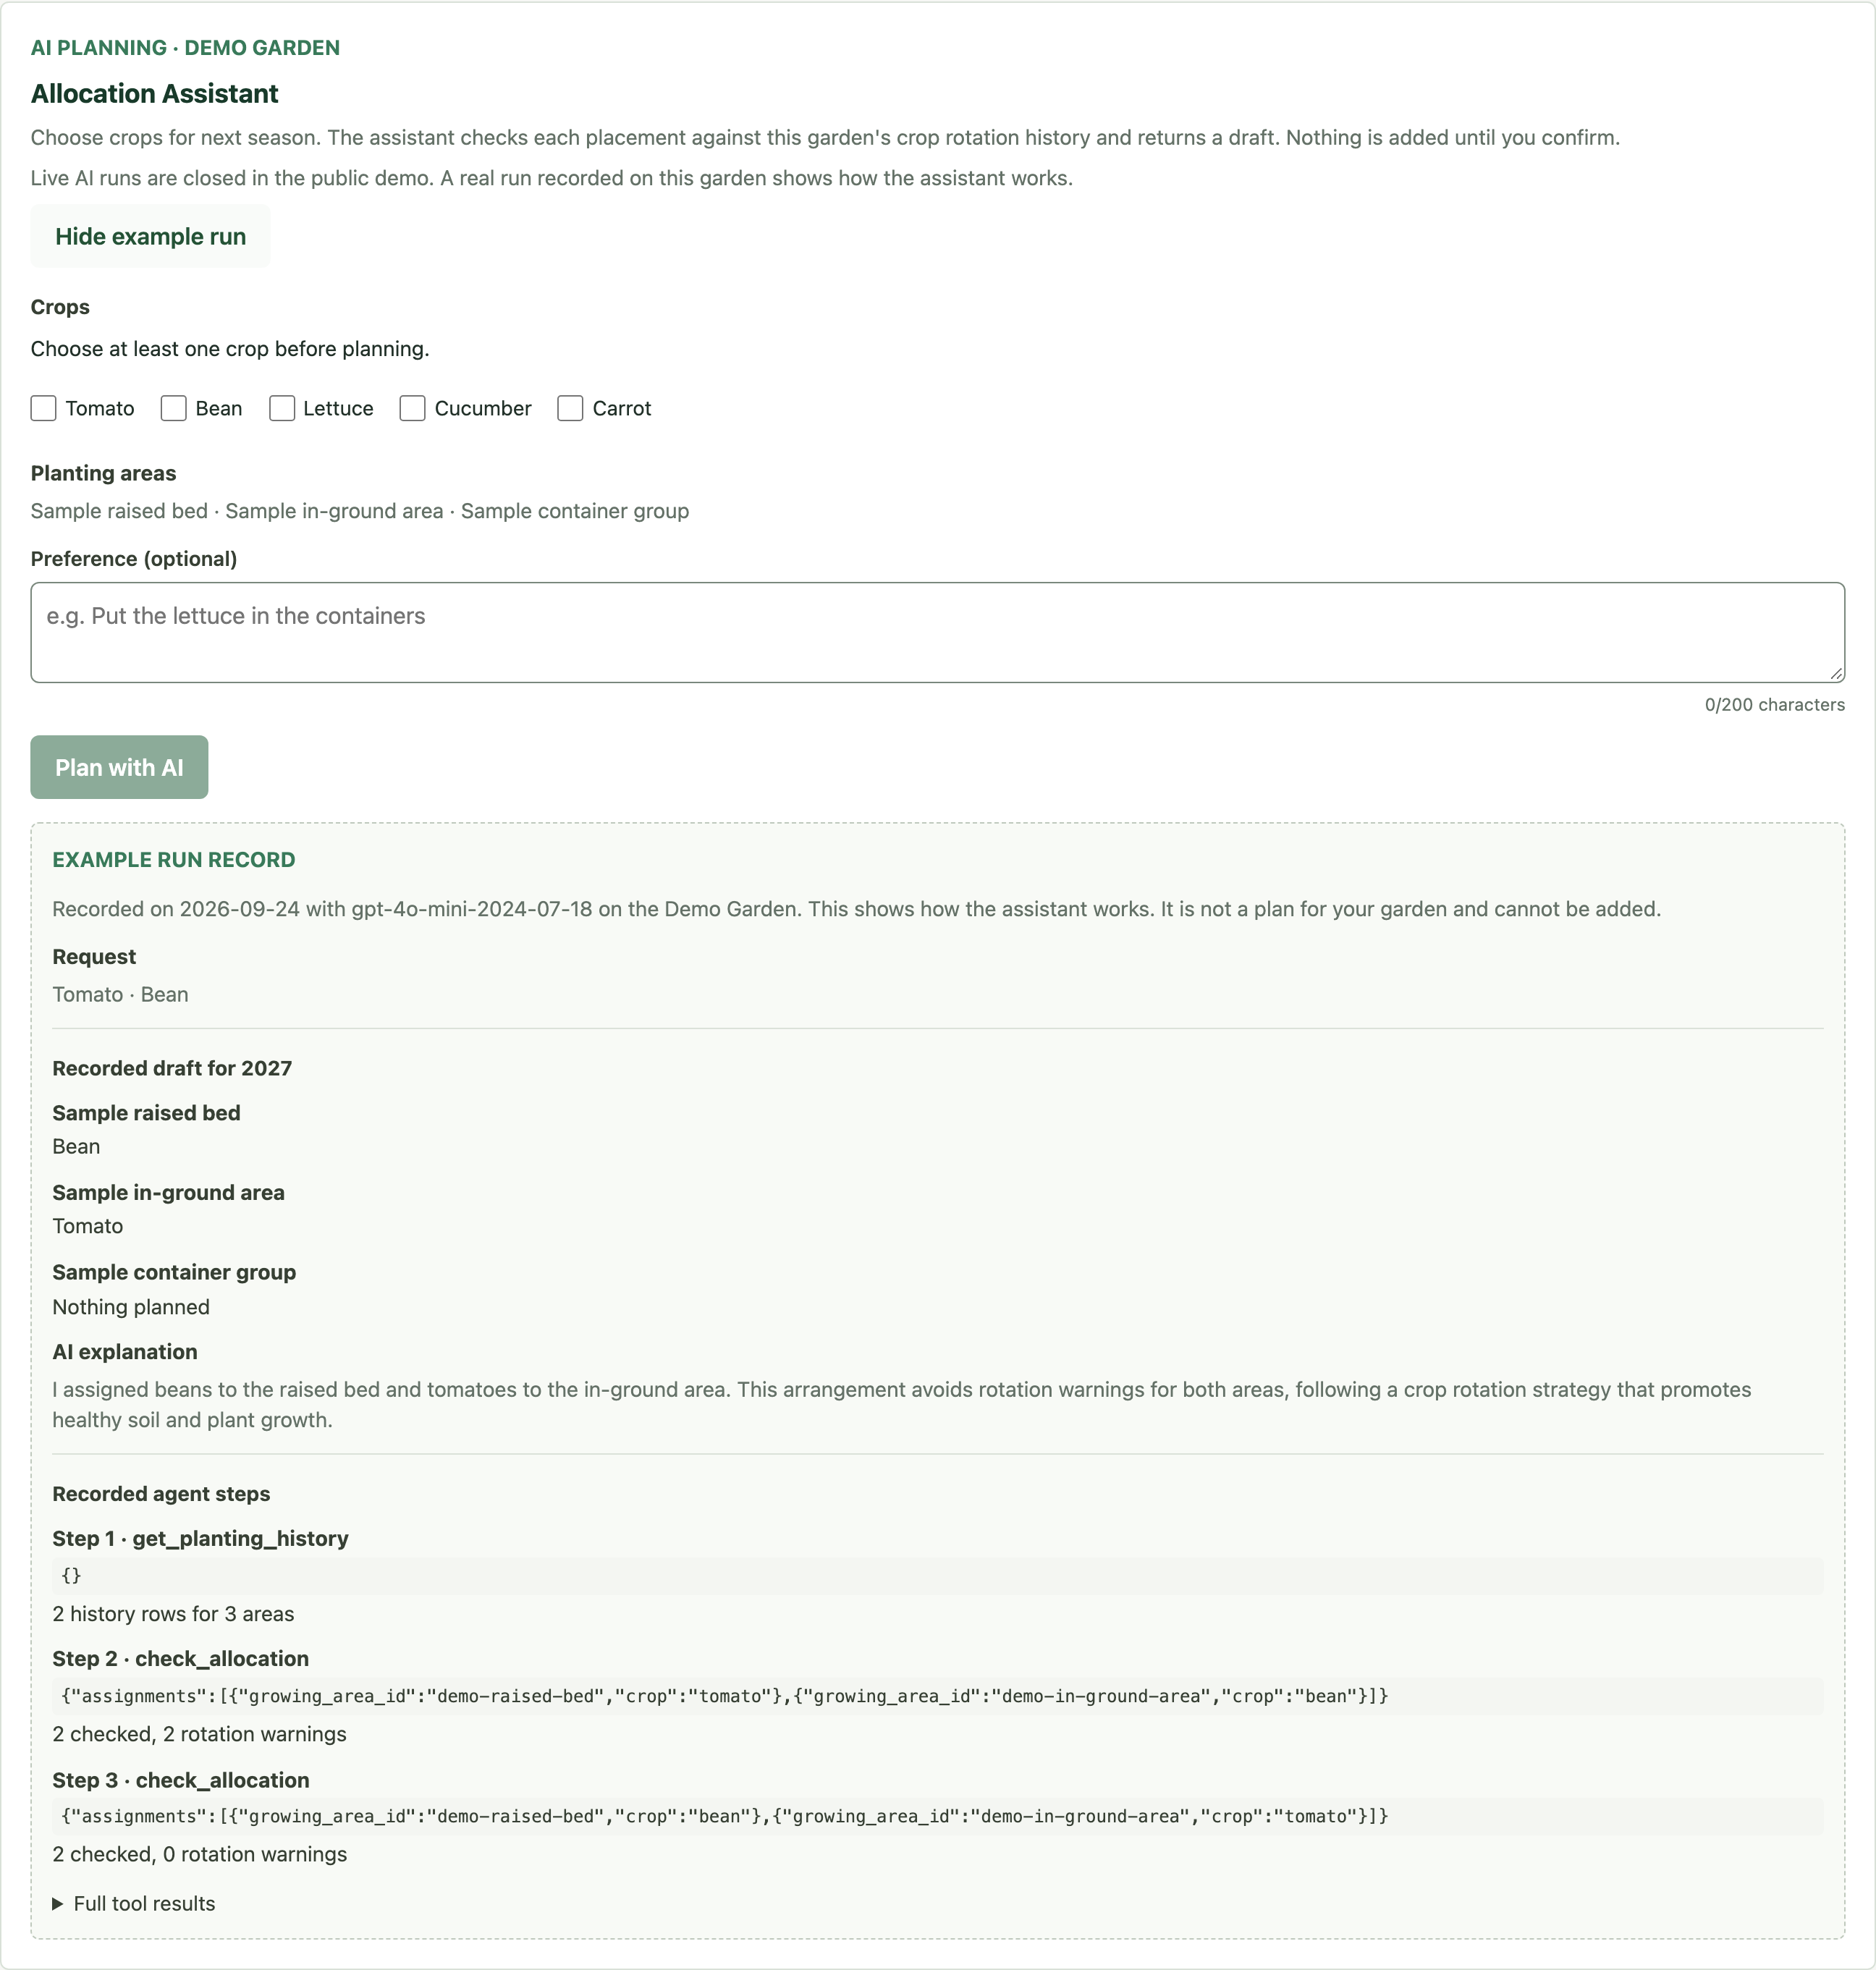 AI PLANNING · DEMO GARDEN
Allocation Assistant
Choose crops for next season. The assistant checks each placement against this garden's crop rotation history and returns a draft. Nothing is added until you confirm.
Live AI runs are closed in the public demo. A real run recorded on this garden shows how the assistant works.
Hide example run
Crops
Choose at least one crop before planning.
Tomato Bean Lettuce Cucumber Carrot
Planting areas
Sample raised bed · Sample in-ground area · Sample container group
Preference (optional)
e.g. Put the lettuce in the containers
0/200 characters
Plan with AI
EXAMPLE RUN RECORD
Recorded on 2026-09-24 with gpt-4o-mini-2024-07-18 on the Demo Garden. This shows how the assistant works. It is not a plan for your garden and cannot be added.
Request
Tomato · Bean
Recorded draft for 2027
Sample raised bed
Bean
Sample in-ground area
Tomato
Sample container group
Nothing planned
AI explanation
I assigned beans to the raised bed and tomatoes to the in-ground area. This arrangement avoids rotation warnings for both areas, following a crop rotation strategy that promotes
healthy soil and plant growth.
Recorded agent steps
Step 1 · get_planting_history
{}
2 history rows for 3 areas
Step 2 · check_allocation
{"assignments":[{"growing_area_id":"demo-raised-bed","crop":"tomato"},{"growing_area_id":"demo-in-ground-area","crop":"bean"}]}
2 checked, 2 rotation warnings
Step 3 · check_allocation
{"assignments":[{"growing_area_id":"demo-raised-bed","crop":"bean"},{"growing_area_id":"demo-in-ground-area","crop":"tomato"}]}
2 checked, 0 rotation warnings
▶ Full tool results